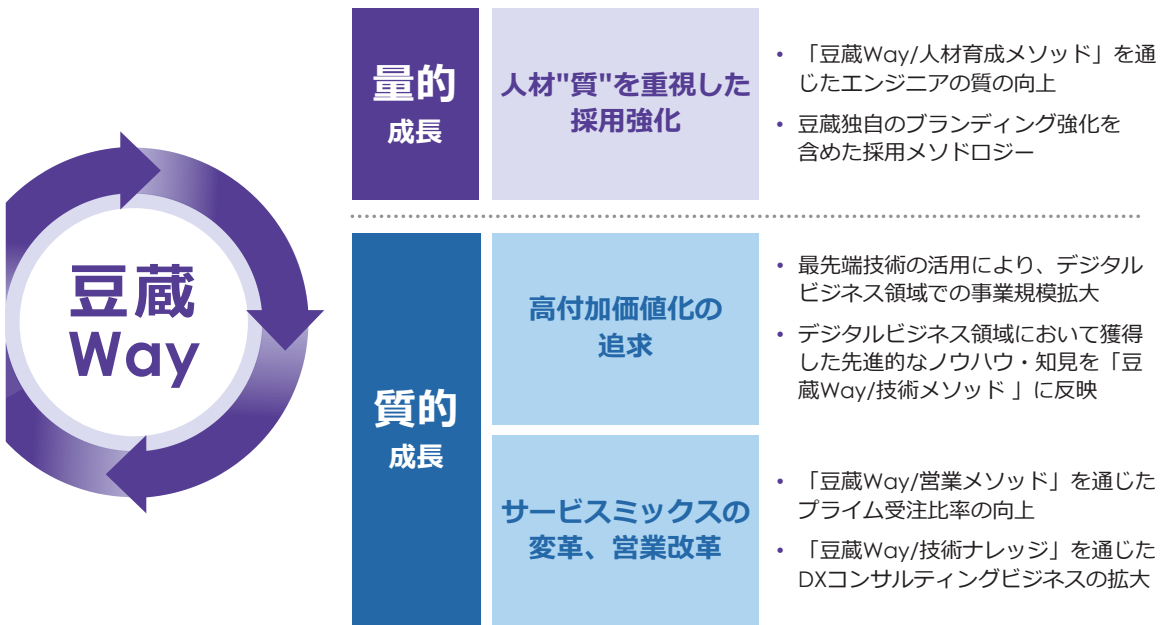 豆蔵
Way
量的
成長
人材"質"を重視した
採用強化
• 「豆蔵Way/人材育成メソッド」を通
じたエンジニアの質の向上
• 豆蔵独自のブランディング強化を
含めた採用メソドロジー
質的
成長
高付加価値化の
追求
• 最先端技術の活用により、デジタル
ビジネス領域での事業規模拡大
• デジタルビジネス領域において獲得
した先進的なノウハウ・知見を「豆
蔵Way/技術メソッド 」に反映
サービスミックスの
変革、営業改革
• 「豆蔵Way/営業メソッド」を通じた
プライム受注比率の向上
• 「豆蔵Way/技術ナレッジ」を通じた
DXコンサルティングビジネスの拡大